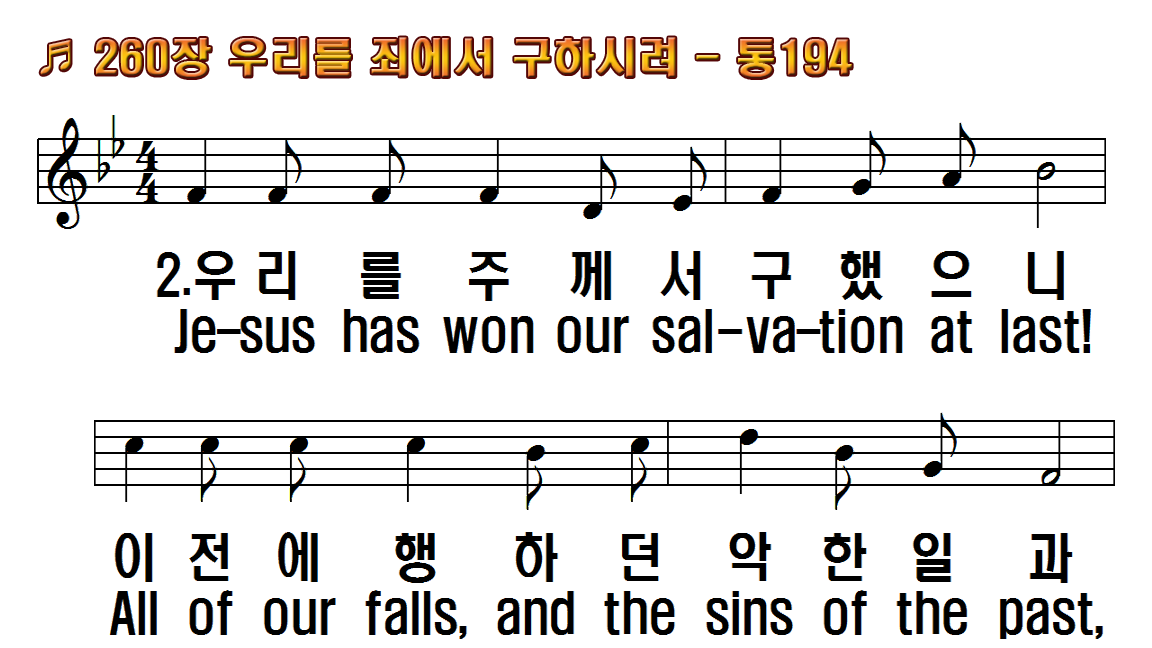 ♬ 260장 우리를 죄에서 구하시려 - 통194
4
4
2.우 리 를 주 께 서 구 했 으 니
Je-sus has won our sal-va-tion at last!
이 전 에 행 하 던 악 한 일 과
All of our falls, and the sins of the past,